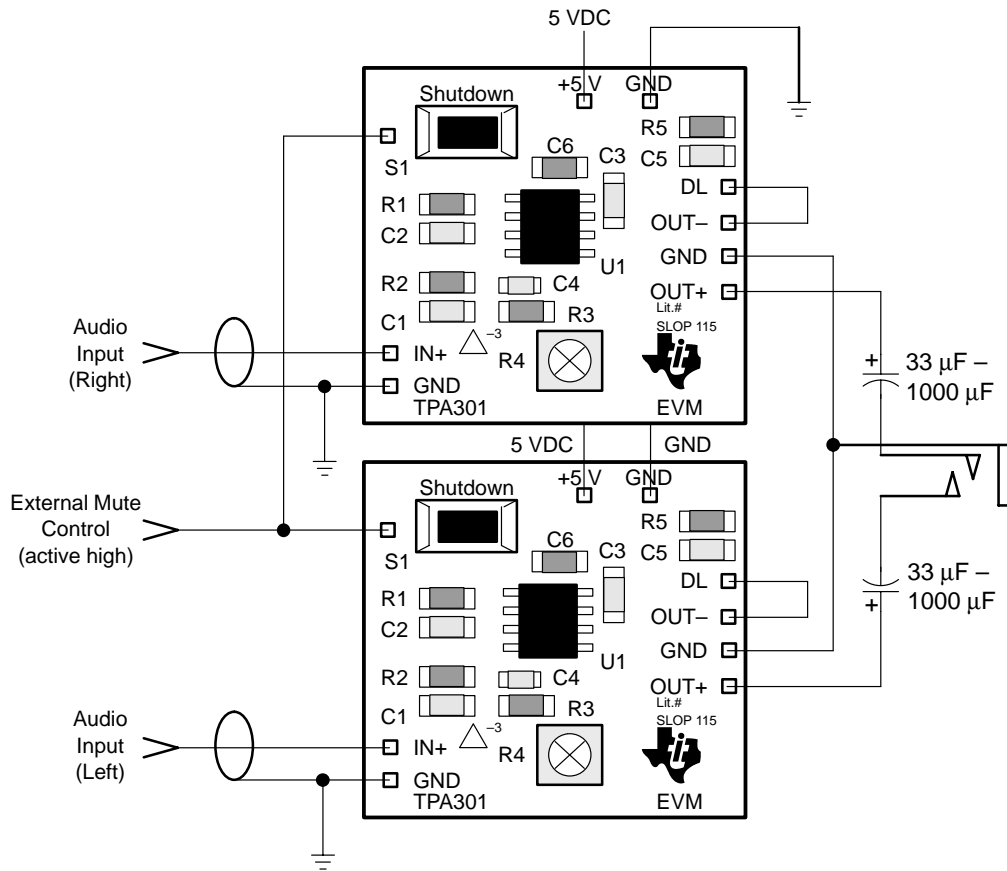 5 VDC
+5 V
GND
Shutdown
S1
R5
C5
C6
C3
DL
OUT–
GND
OUT+
R1
C2
R2
C1
U1
C4
R3
Lit.#
SLOP 115
–3
R4
IN+
GND
TPA301
EVM
Audio
Input
(Right)
33 µF –
1000 µF
5 VDC
GND
+5 V
GND
Shutdown
S1
External Mute
Control
(active high)
R5
C5
C6
C3
DL
OUT–
GND
OUT+
R1
C2
R2
C1
U1
C4
R3
Lit.#
SLOP 115
–3
R4
IN+
GND
TPA301
EVM
Audio
Input
(Left)
33 µF –
1000 µF
+
+